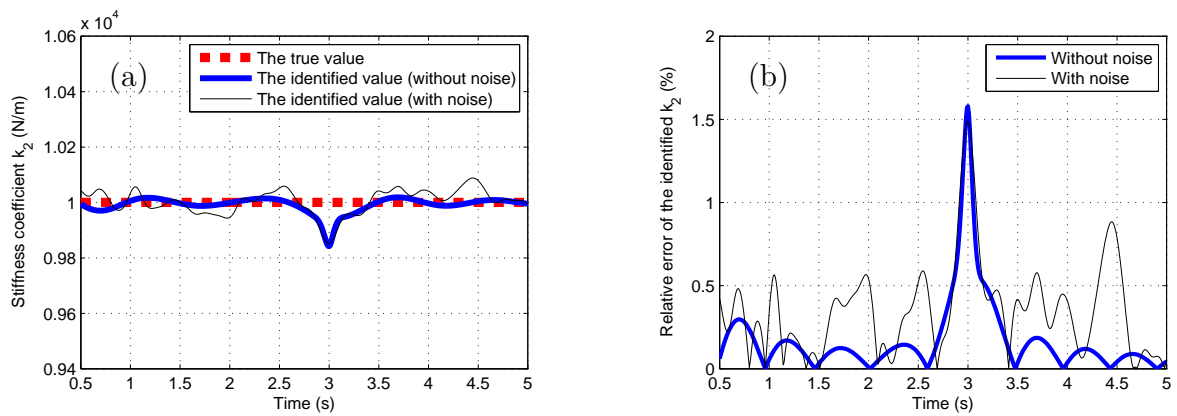 x 10^4
1.06
1.04
1.02
1
0.98
0.96
0.94
0.5 1 1.5 2 2.5 3 3.5 4 4.5 5
Time (s)
Stiffness coefficient k_2 (N/m)
(a)
The true value
The identified value (without noise)
The identified value (with noise)
2
1.5
1
0.5
0
0.5 1 1.5 2 2.5 3 3.5 4 4.5 5
Time (s)
Relative error of the identified k_2 (%)
(b)
Without noise
With noise